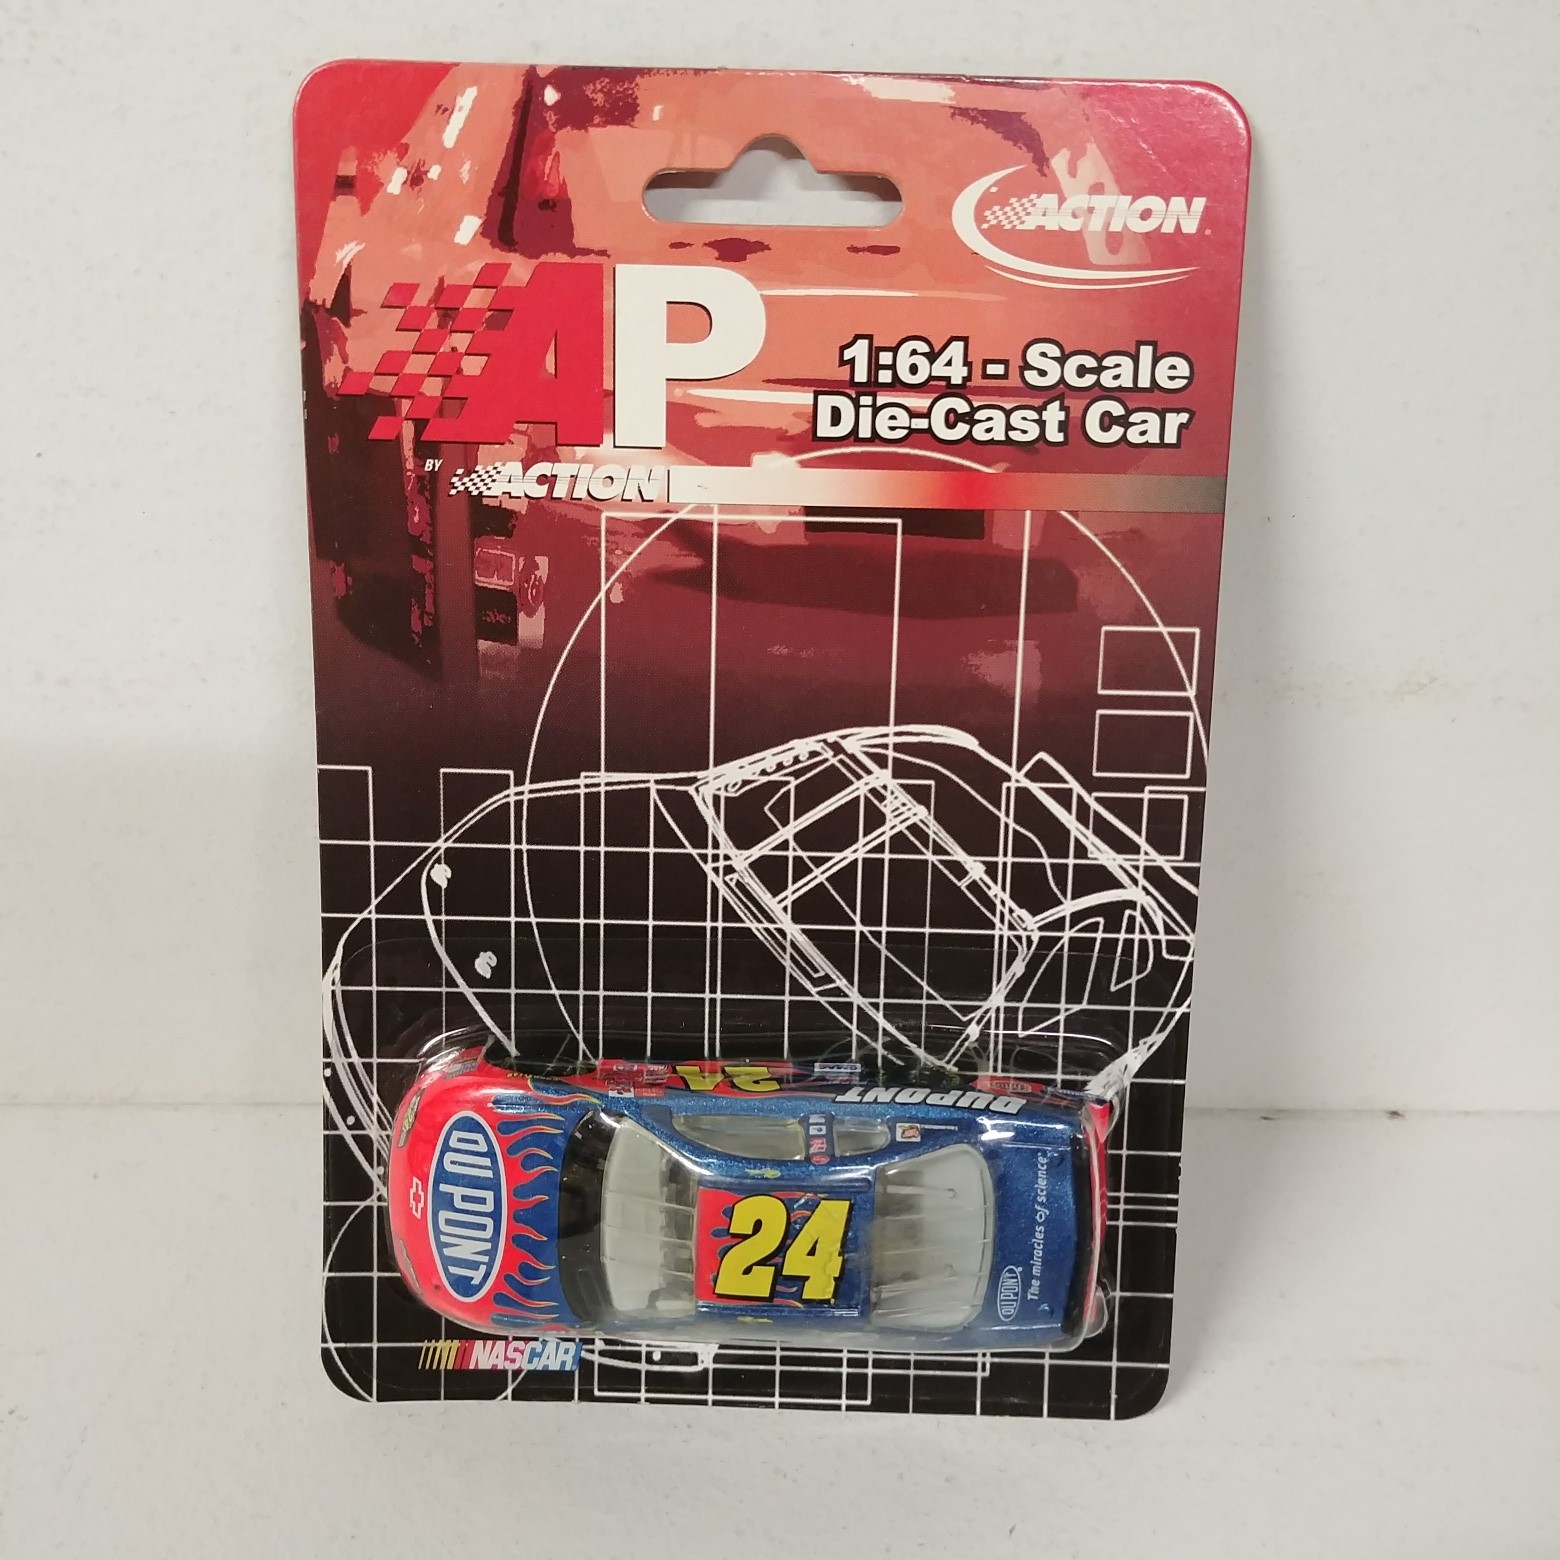 ACTION
AP
1:64 - Scale
Die-Cast Car
BY ACTION
24
DUPONT
DUPONT
24
The miracles of science
DUPONT
NASCAR